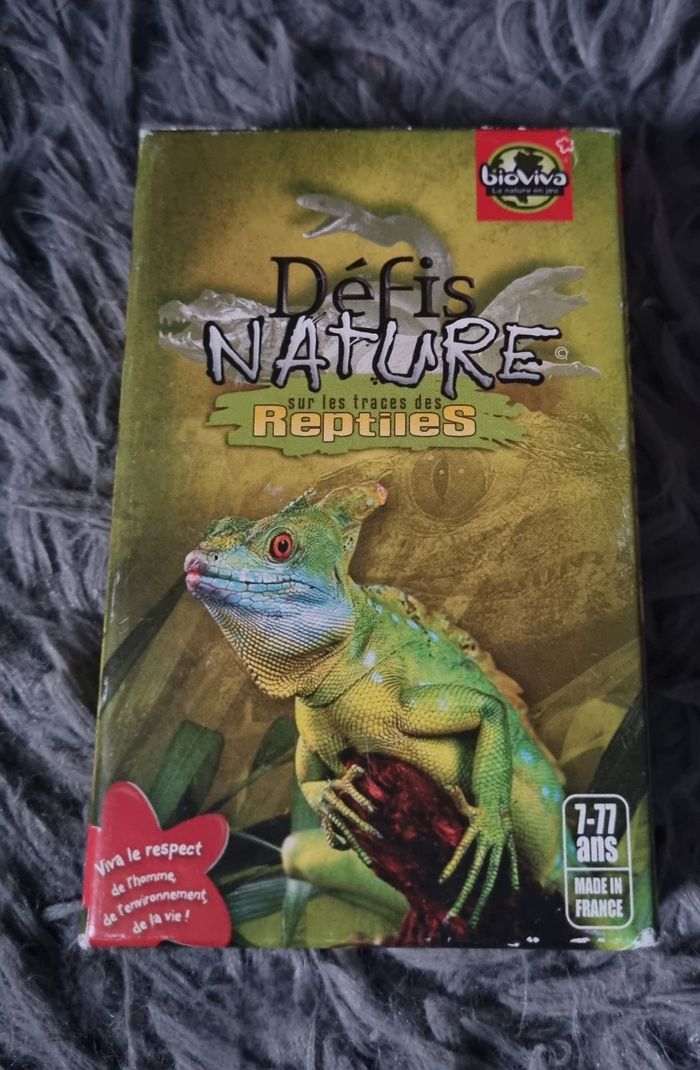 bioviva
La nature en jeu
Défis
NATURE
©
sur les traces des
Reptiles
Viva le respect
de l'homme,
de l'environnement,
de la vie !
7-77
ans
MADE IN
FRANCE